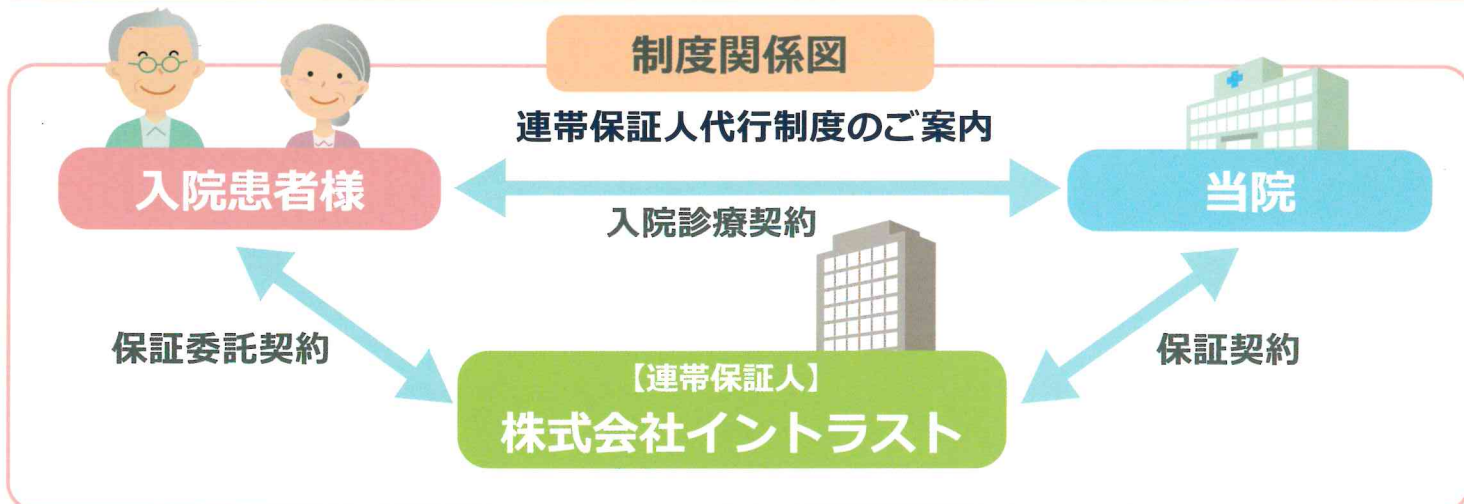 制度関係図
連帯保証人代行制度のご案内
入院患者様
当院
入院診療契約
保証委託契約
保証契約
【連帯保証人】
株式会社イントラスト